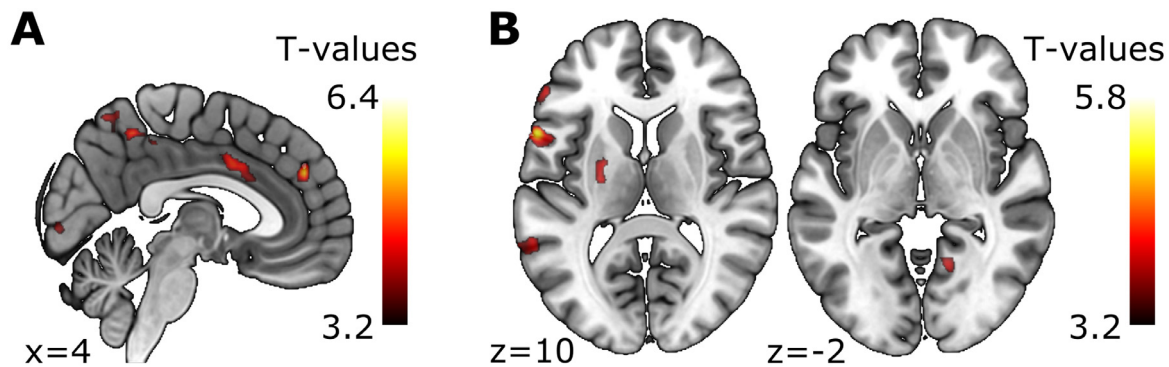 A
T-values
6.4
3.2
x=4
B
T-values
5.8
3.2
z=10
z=-2